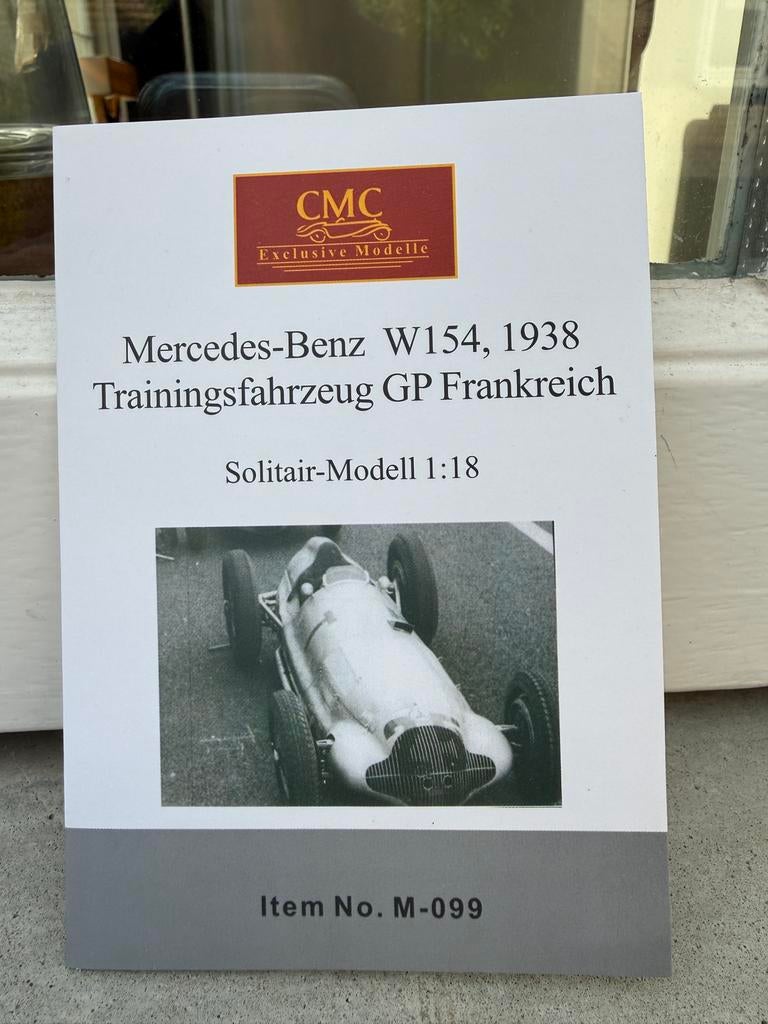 CMC
Exclusive Modelle
Mercedes-Benz W154, 1938
Trainingsfahrzeug GP Frankreich
Solitair-Modell 1:18
Item No. M-099